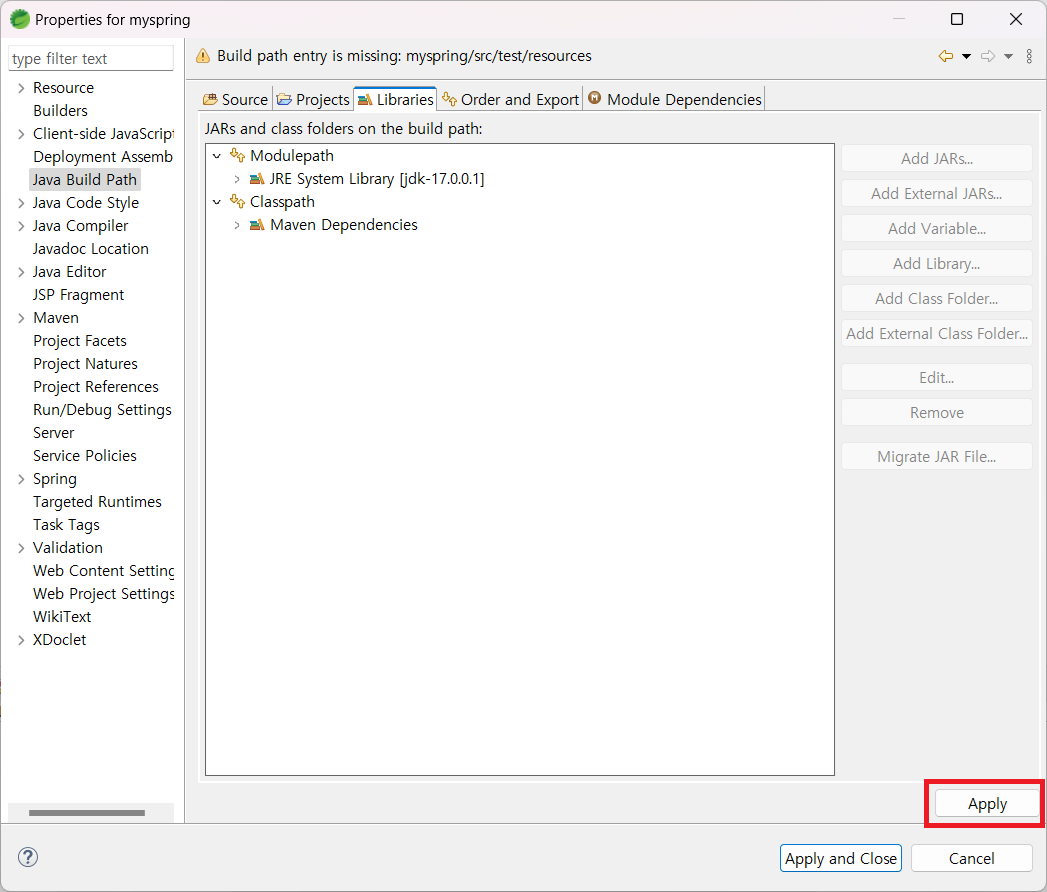 Properties for myspring
type filter text
Resource
Builders
Client-side JavaScript
Deployment Assemb
Java Build Path
Java Code Style
Java Compiler
Javadoc Location
Java Editor
JSP Fragment
Maven
Project Facets
Project Natures
Project References
Run/Debug Settings
Server
Service Policies
Spring
Targeted Runtimes
Task Tags
Validation
Web Content Setting
Web Project Settings
WikiText
XDoclet
Build path entry is missing: myspring/src/test/resources
Source Projects Libraries Order and Export Module Dependencies
JARs and class folders on the build path:
Modulepath
JRE System Library [jdk-17.0.0.1]
Classpath
Maven Dependencies
Add JARs...
Add External JARs...
Add Variable...
Add Library...
Add Class Folder...
Add External Class Folder...
Edit...
Remove
Migrate JAR File...
Apply
Apply and Close Cancel